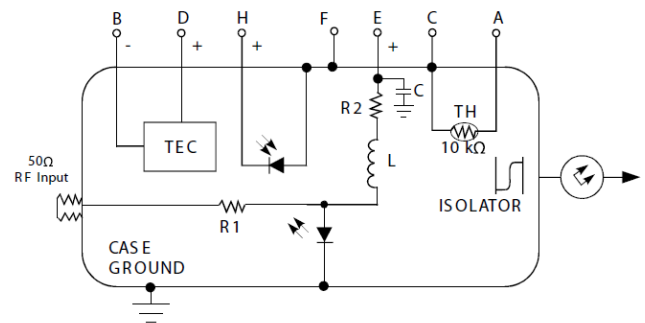 B D H F E C A
- + + +
C
R2
TH
10 kΩ
TEC
50Ω
RF Input
L
ISOLATOR
R1
CASE
GROUND